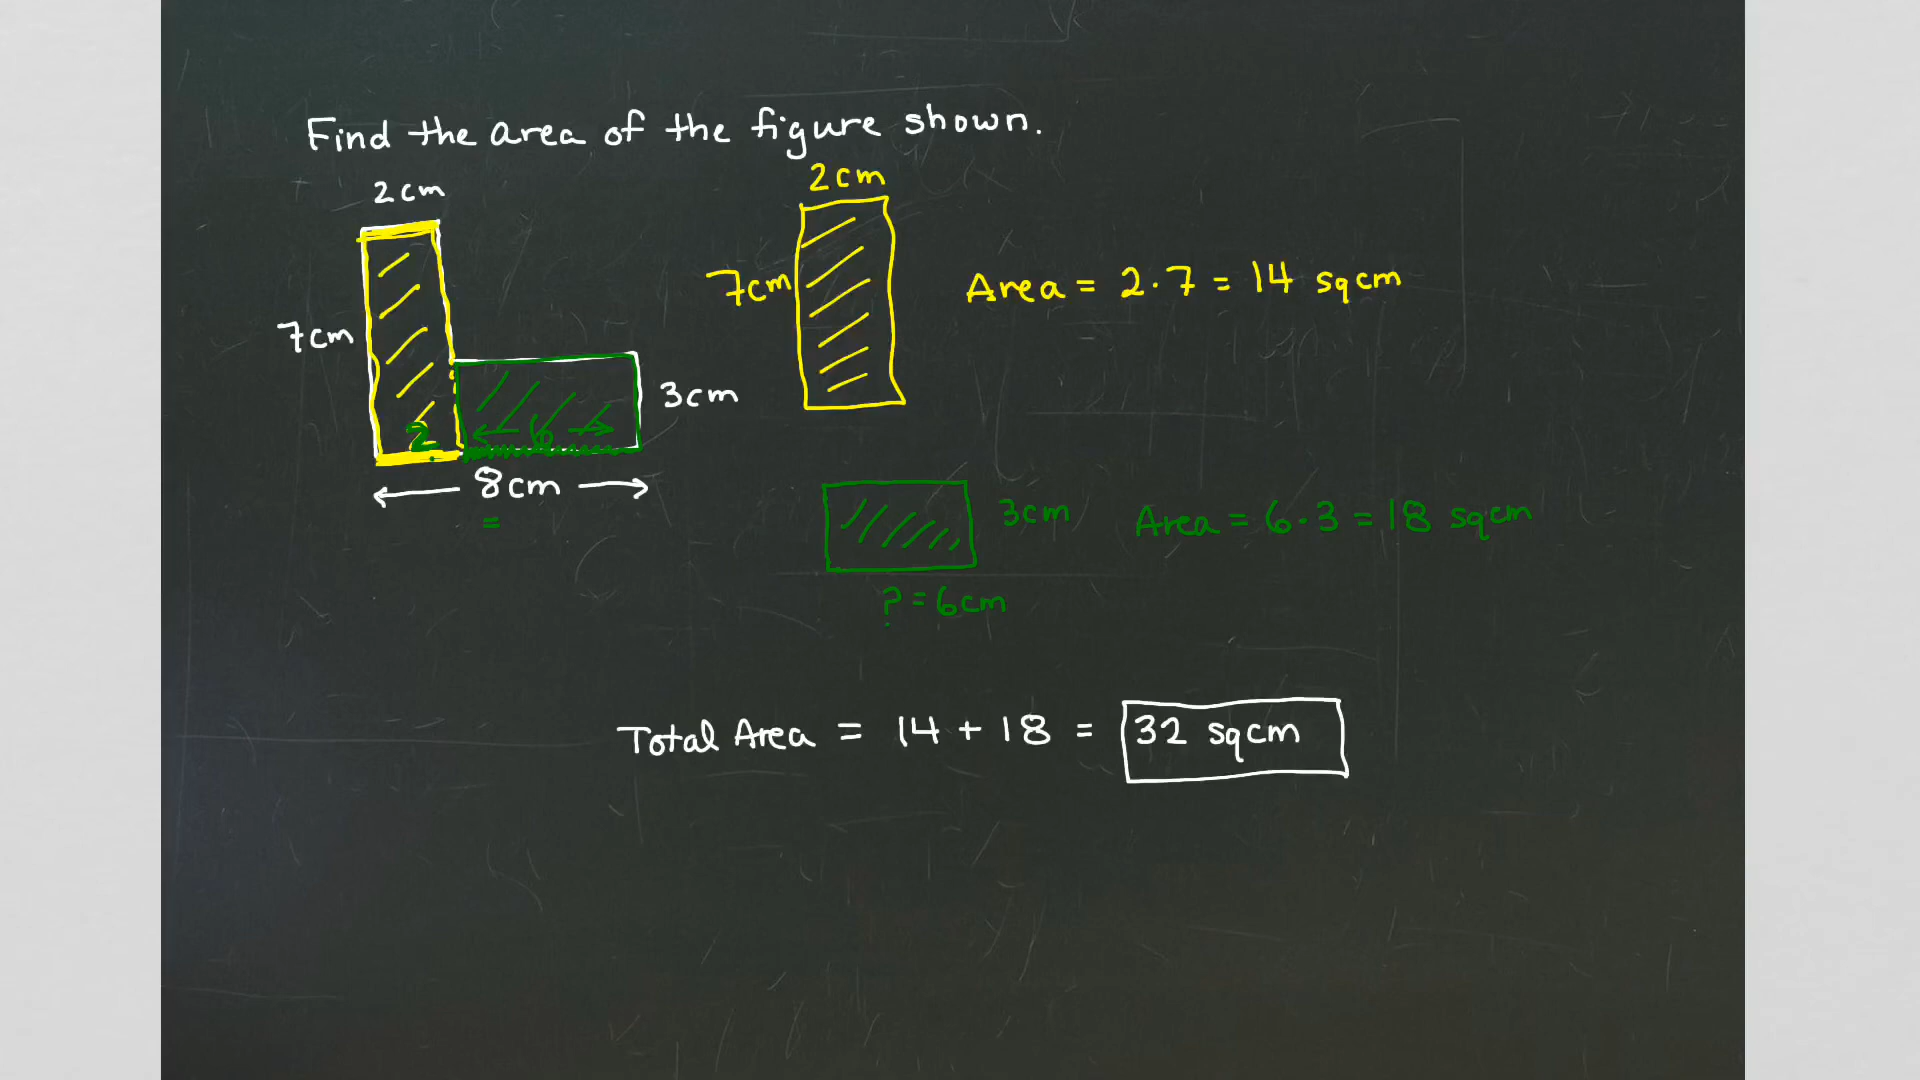 Find the area of the figure shown.
2cm
7cm
3cm
2
6
8cm
=
2cm
7cm
Area = 2·7 = 14 sqcm
3cm
Area = 6·3 = 18 sqcm
? = 6cm
Total Area = 14 + 18 = 32 sqcm